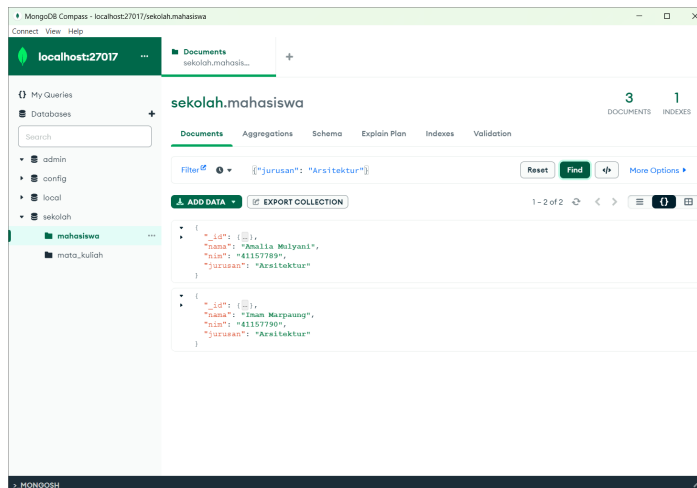 MongoDB Compass - localhost:27017/sekolah.mahasiswa
Connect View Help
localhost:27017 ...
Documents
sekolah.mahasis...
+
{} My Queries
Databases +
Search
admin
config
local
sekolah
mahasiswa ...
mata_kuliah
sekolah.mahasiswa
3
DOCUMENTS
1
INDEXES
Documents Aggregations Schema Explain Plan Indexes Validation
Filter {"jurusan": "Arsitektur"} Reset Find </> More Options
ADD DATA EXPORT COLLECTION 1 – 2 of 2 {}
{
"_id": {...},
"nama": "Amalia Mulyani",
"nim": "41157789",
"jurusan": "Arsitektur"
}
{
"_id": {...},
"nama": "Iman Marpaung",
"nim": "41157790",
"jurusan": "Arsitektur"
}
>_MONGOSH